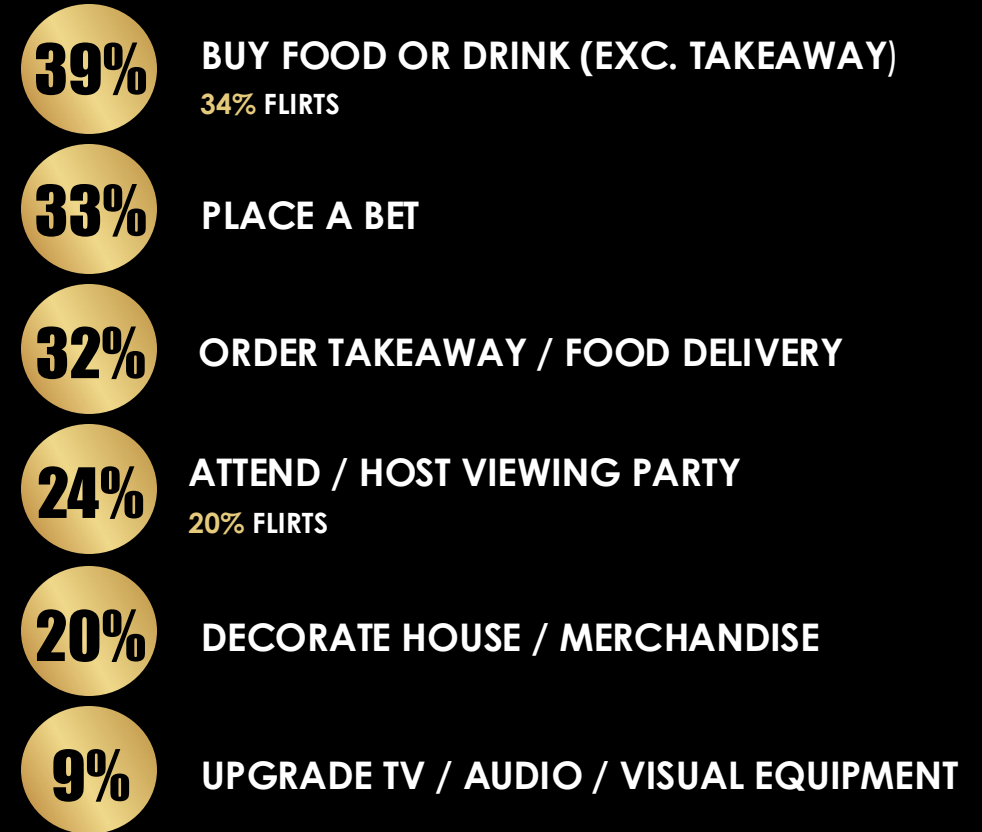 39% BUY FOOD OR DRINK (EXC. TAKEAWAY)
34% FLIRTS
33% PLACE A BET
32% ORDER TAKEAWAY / FOOD DELIVERY
24% ATTEND / HOST VIEWING PARTY
20% FLIRTS
20% DECORATE HOUSE / MERCHANDISE
9% UPGRADE TV / AUDIO / VISUAL EQUIPMENT